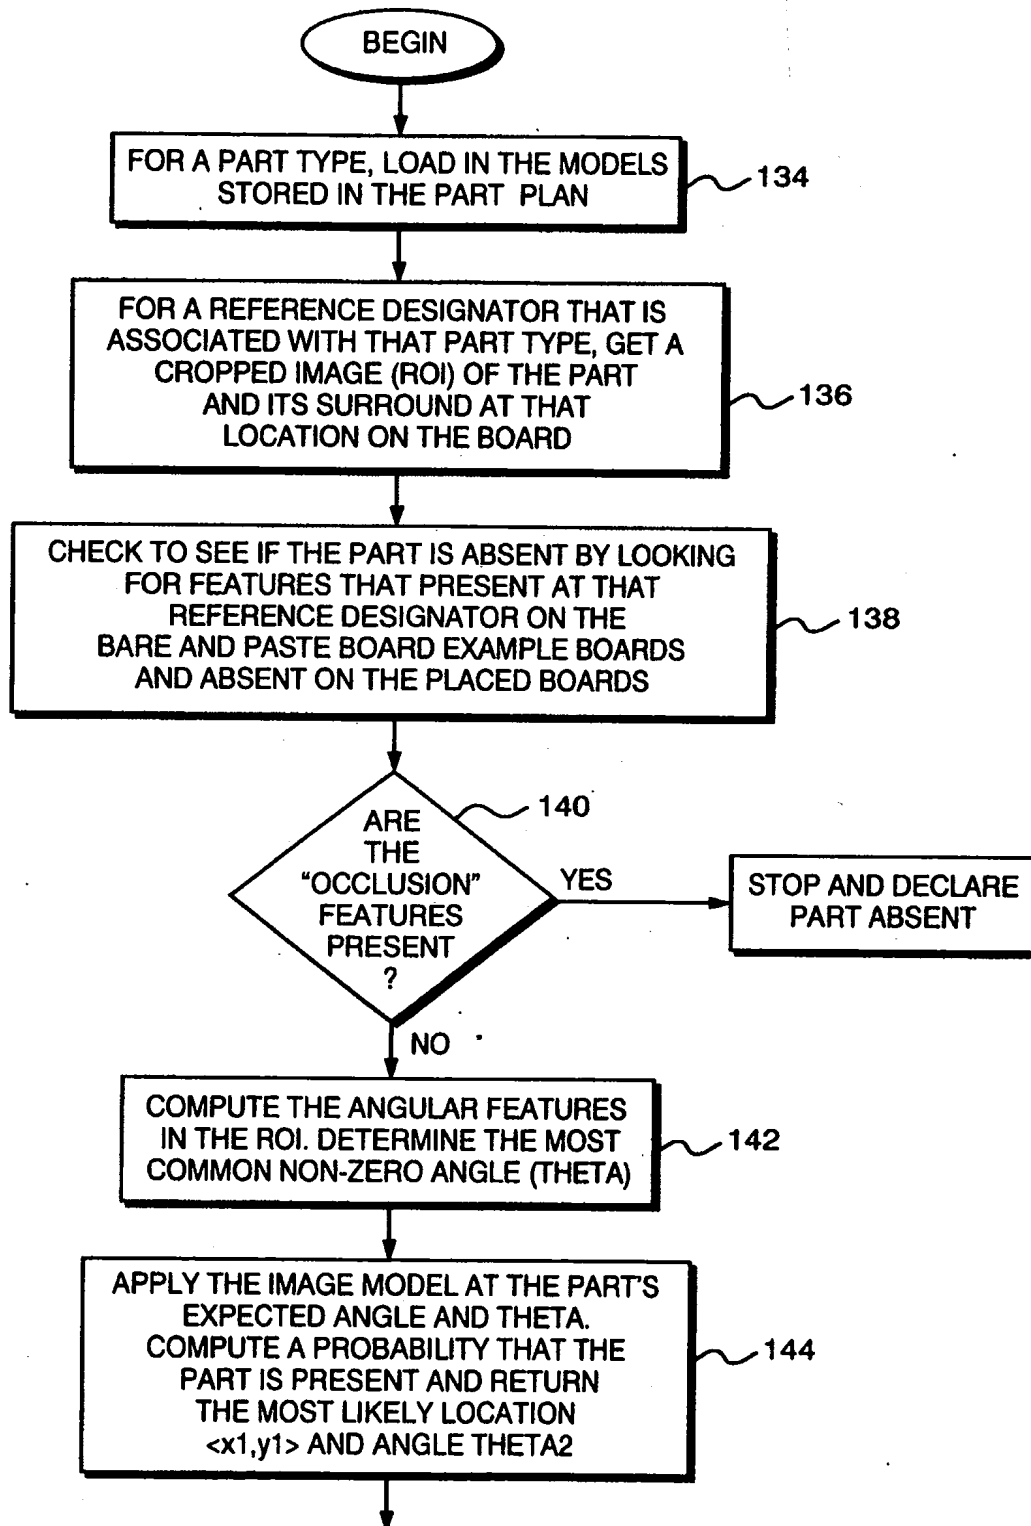 BEGIN
FOR A PART TYPE, LOAD IN THE MODELS
STORED IN THE PART PLAN
134
FOR A REFERENCE DESIGNATOR THAT IS
ASSOCIATED WITH THAT PART TYPE, GET A
CROPPED IMAGE (ROI) OF THE PART
AND ITS SURROUND AT THAT
LOCATION ON THE BOARD
136
CHECK TO SEE IF THE PART IS ABSENT BY LOOKING
FOR FEATURES THAT PRESENT AT THAT
REFERENCE DESIGNATOR ON THE
BARE AND PASTE BOARD EXAMPLE BOARDS
AND ABSENT ON THE PLACED BOARDS
138
ARE
THE
“OCCLUSION”
FEATURES
PRESENT
?
140
YES
STOP AND DECLARE
PART ABSENT
NO
COMPUTE THE ANGULAR FEATURES
IN THE ROI. DETERMINE THE MOST
COMMON NON-ZERO ANGLE (THETA)
142
APPLY THE IMAGE MODEL AT THE PART'S
EXPECTED ANGLE AND THETA.
COMPUTE A PROBABILITY THAT THE
PART IS PRESENT AND RETURN
THE MOST LIKELY LOCATION
<x1,y1> AND ANGLE THETA2
144